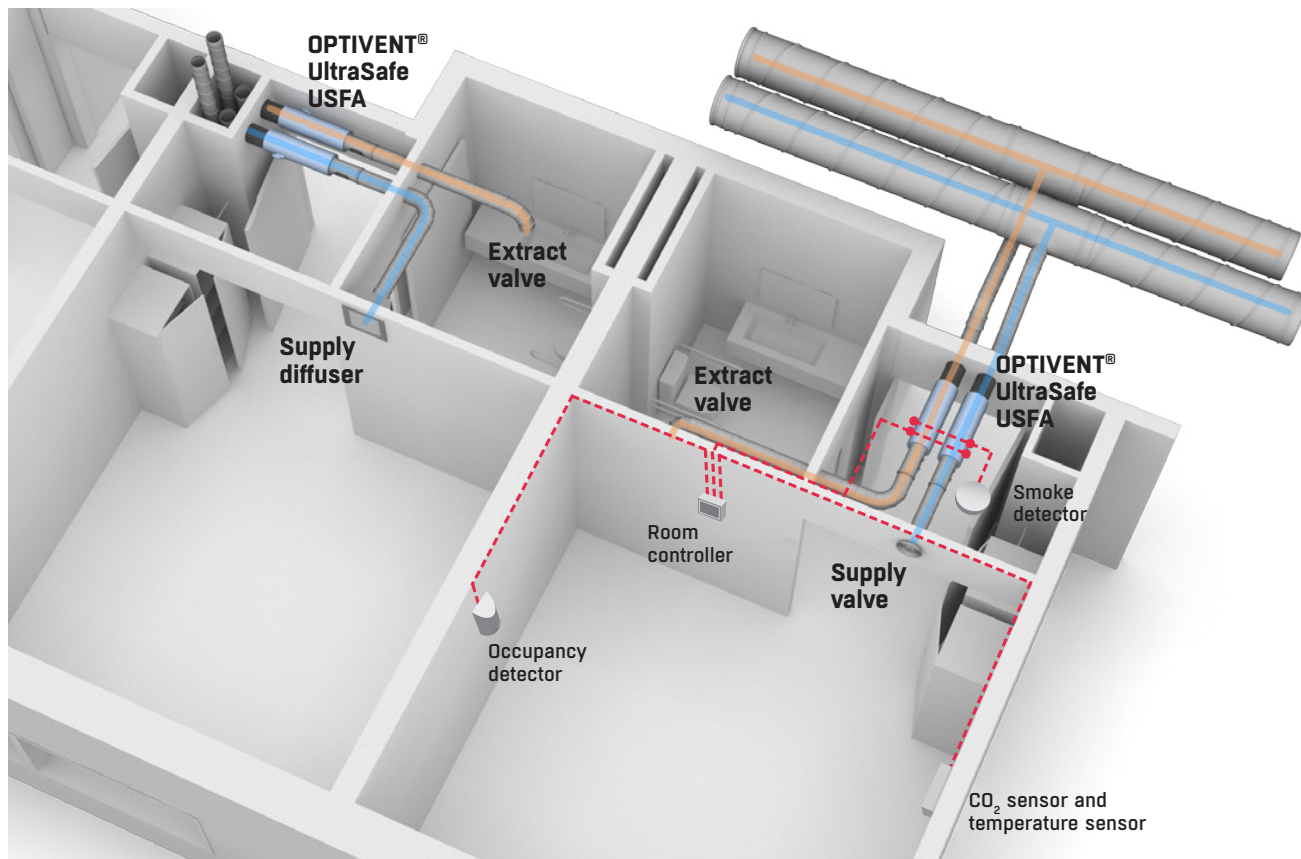 OPTIVENT®
UltraSafe
USFA
Extract
valve
Supply
diffuser
Extract
valve
OPTIVENT®
UltraSafe
USFA
Smoke
detector
Room
controller
Supply
valve
Occupancy
detector
CO₂ sensor and
temperature sensor